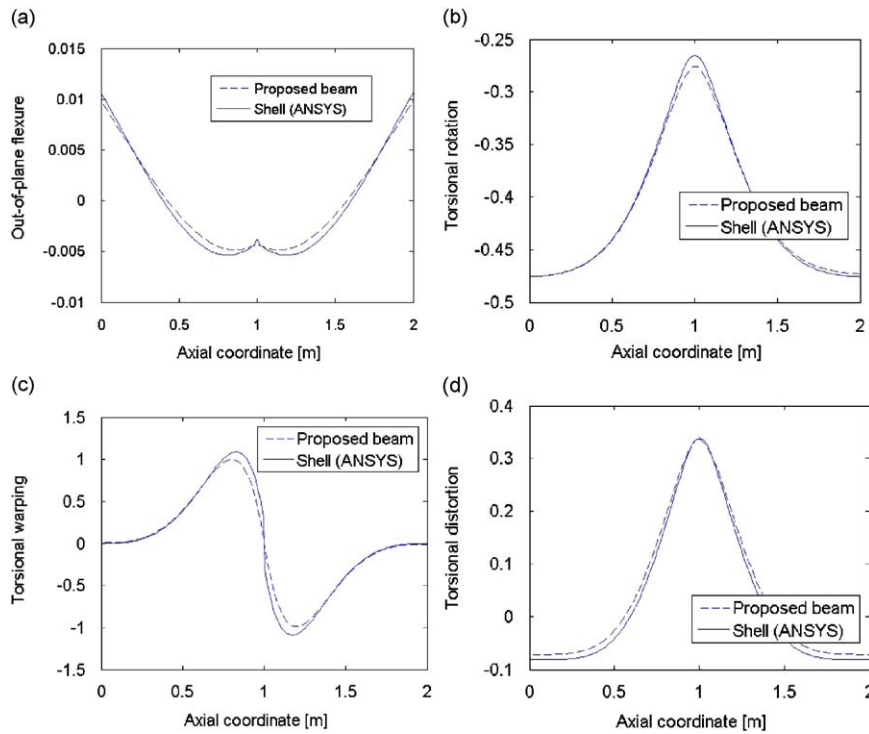 (a)
0.015
0.01
0.005
0
-0.005
-0.01
Out-of-plane flexure
Proposed beam
Shell (ANSYS)
0 0.5 1 1.5 2
Axial coordinate [m]
(b)
-0.25
-0.3
-0.35
-0.4
-0.45
-0.5
Torsional rotation
Proposed beam
Shell (ANSYS)
0 0.5 1 1.5 2
Axial coordinate [m]
(c)
1.5
1
0.5
0
-0.5
-1
-1.5
Torsional warping
Proposed beam
Shell (ANSYS)
0 0.5 1 1.5 2
Axial coordinate [m]
(d)
0.4
0.3
0.2
0.1
0
-0.1
Torsional distortion
Proposed beam
Shell (ANSYS)
0 0.5 1 1.5 2
Axial coordinate [m]